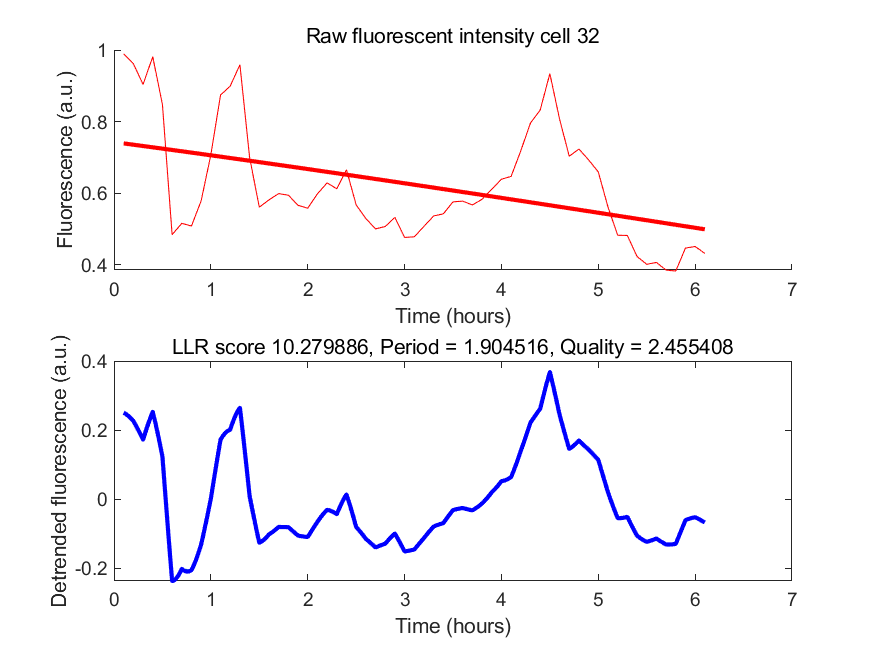 Raw fluorescent intensity cell 32
Fluorescence (a.u.)
1
0.8
0.6
0.4
0 1 2 3 4 5 6 7
Time (hours)
LLR score 10.279886, Period = 1.904516, Quality = 2.455408
Detrended fluorescence (a.u.)
0.4
0.2
0
-0.2
0 1 2 3 4 5 6 7
Time (hours)